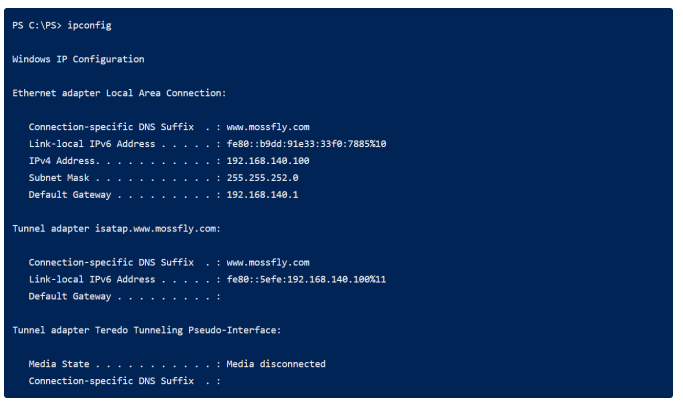 PS C:\PS> ipconfig
Windows IP Configuration
Ethernet adapter Local Area Connection:
Connection-specific DNS Suffix  . : www.mossfly.com
Link-local IPv6 Address . . . . . : fe80::b9dd:91e33:33f0:7885%10
IPv4 Address. . . . . . . . . . . : 192.168.140.100
Subnet Mask . . . . . . . . . . . : 255.255.252.0
Default Gateway . . . . . . . . . : 192.168.140.1
Tunnel adapter isatap.www.mossfly.com:
Connection-specific DNS Suffix  . : www.mossfly.com
Link-local IPv6 Address . . . . . : fe80::5efe:192.168.140.100%11
Default Gateway . . . . . . . . . :
Tunnel adapter Teredo Tunneling Pseudo-Interface:
Media State . . . . . . . . . . . : Media disconnected
Connection-specific DNS Suffix  . :